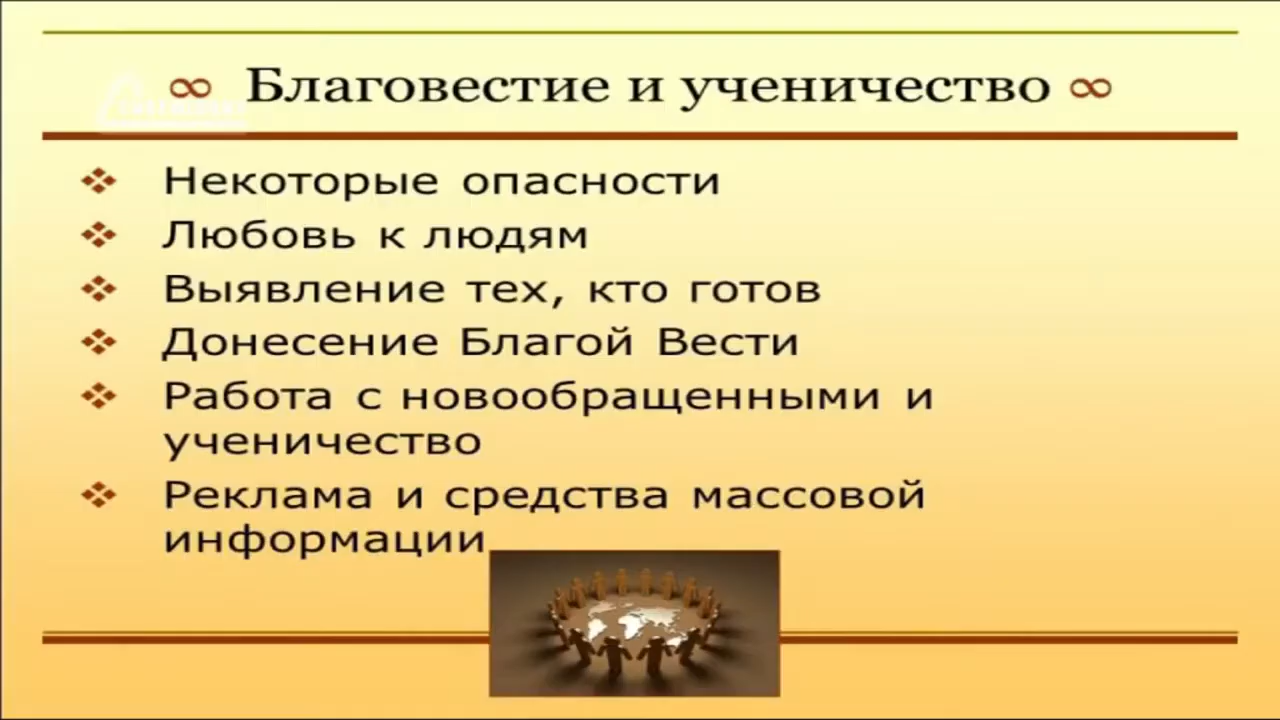 ∞ Благовестие и ученичество ∞
Некоторые опасности
Любовь к людям
Выявление тех, кто готов
Донесение Благой Вести
Работа с новообращенными и
ученичество
Реклама и средства массовой
информации